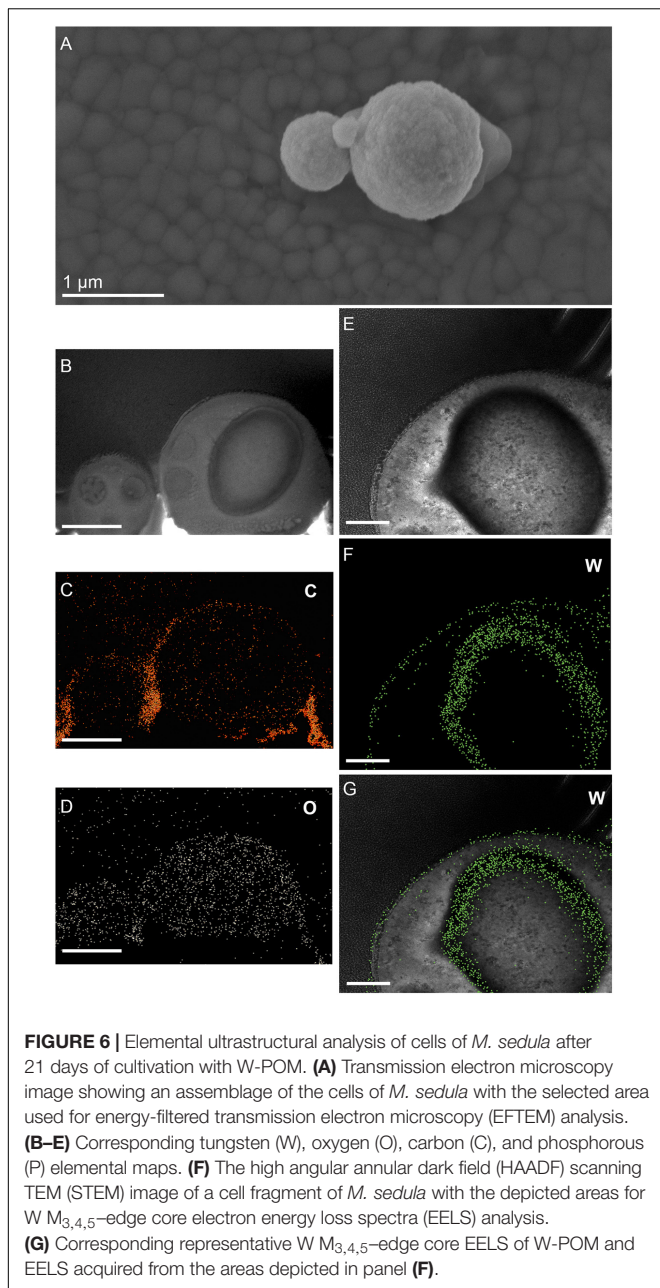 A
1 µm
B
E
C
C
F
W
D
O
G
W
FIGURE 6 | Elemental ultrastructural analysis of cells of M. sedula after
21 days of cultivation with W-POM. (A) Transmission electron microscopy
image showing an assemblage of the cells of M. sedula with the selected area
used for energy-filtered transmission electron microscopy (EFTEM) analysis.
(B–E) Corresponding tungsten (W), oxygen (O), carbon (C), and phosphorous
(P) elemental maps. (F) The high angular annular dark field (HAADF) scanning
TEM (STEM) image of a cell fragment of M. sedula with the depicted areas for
W M3,4,5–edge core electron energy loss spectra (EELS) analysis.
(G) Corresponding representative W M3,4,5–edge core EELS of W-POM and
EELS acquired from the areas depicted in panel (F).